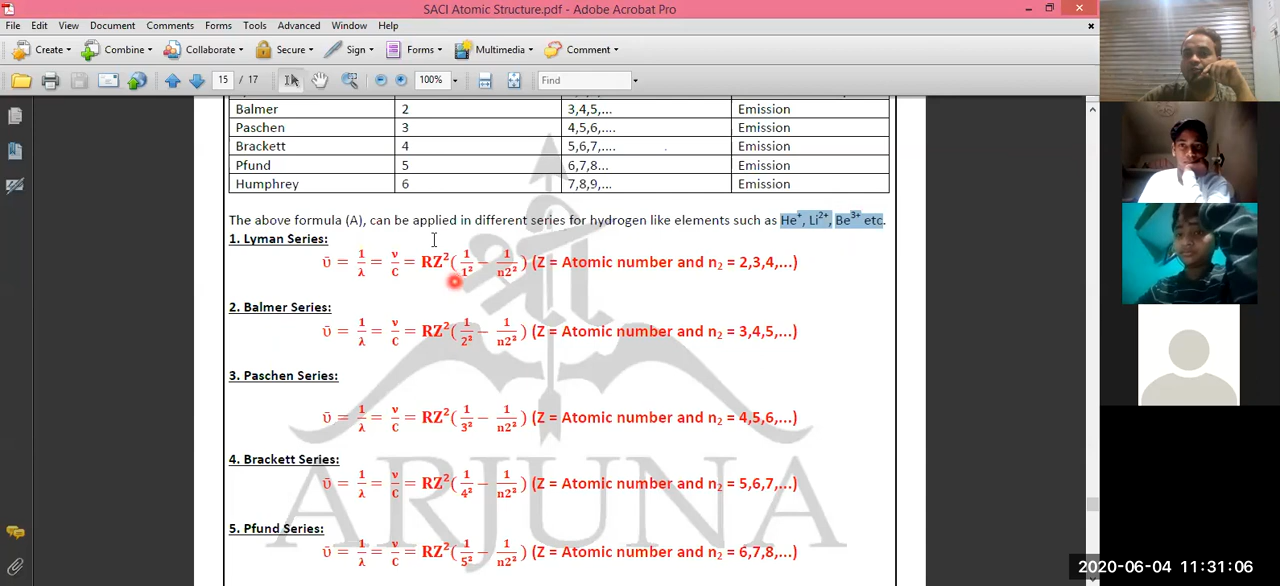 SACI Atomic Structure.pdf - Adobe Acrobat Pro
File Edit View Document Comments Forms Tools Advanced Window Help
Create Combine Collaborate Secure Sign Forms Multimedia Comment
15 / 17 100% Find
Balmer 2 3,4,5,... Emission
Paschen 3 4,5,6,.... Emission
Brackett 4 5,6,7,.... Emission
Pfund 5 6,7,8... Emission
Humphrey 6 7,8,9,... Emission
The above formula (A), can be applied in different series for hydrogen like elements such as He⁺, Li²⁺, Be³⁺ etc.
1. Lyman Series:
ῡ = 1/λ = ν/C = RZ²(1/1² − 1/n2²) (Z = Atomic number and n₂ = 2,3,4,...)
2. Balmer Series:
ῡ = 1/λ = ν/C = RZ²(1/2² − 1/n2²) (Z = Atomic number and n₂ = 3,4,5,...)
3. Paschen Series:
ῡ = 1/λ = ν/C = RZ²(1/3² − 1/n2²) (Z = Atomic number and n₂ = 4,5,6,...)
4. Brackett Series:
ῡ = 1/λ = ν/C = RZ²(1/4² − 1/n2²) (Z = Atomic number and n₂ = 5,6,7,...)
5. Pfund Series:
ῡ = 1/λ = ν/C = RZ²(1/5² − 1/n2²) (Z = Atomic number and n₂ = 6,7,8,...)
श्री
ARJUNA
2020-06-04 11:31:06